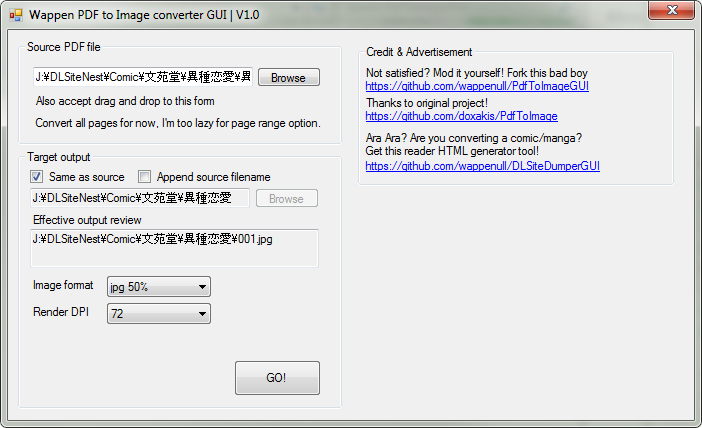 Wappen PDF to Image converter GUI | V1.0
Source PDF file
J:¥DLSiteNest¥Comic¥文苑堂¥異種恋愛¥異
Browse
Also accept drag and drop to this form
Convert all pages for now, I'm too lazy for page range option.
Target output
Same as source
Append source filename
J:¥DLSiteNest¥Comic¥文苑堂¥異種恋愛
Browse
Effective output review
J:¥DLSiteNest¥Comic¥文苑堂¥異種恋愛¥001.jpg
Image format
jpg 50%
Render DPI
72
GO!
Credit & Advertisement
Not satisfied? Mod it yourself! Fork this bad boy
https://github.com/wappenull/PdfToImageGUI
Thanks to original project!
https://github.com/doxakis/PdfToImage
Ara Ara? Are you converting a comic/manga?
Get this reader HTML generator tool!
https://github.com/wappenull/DLSiteDumperGUI